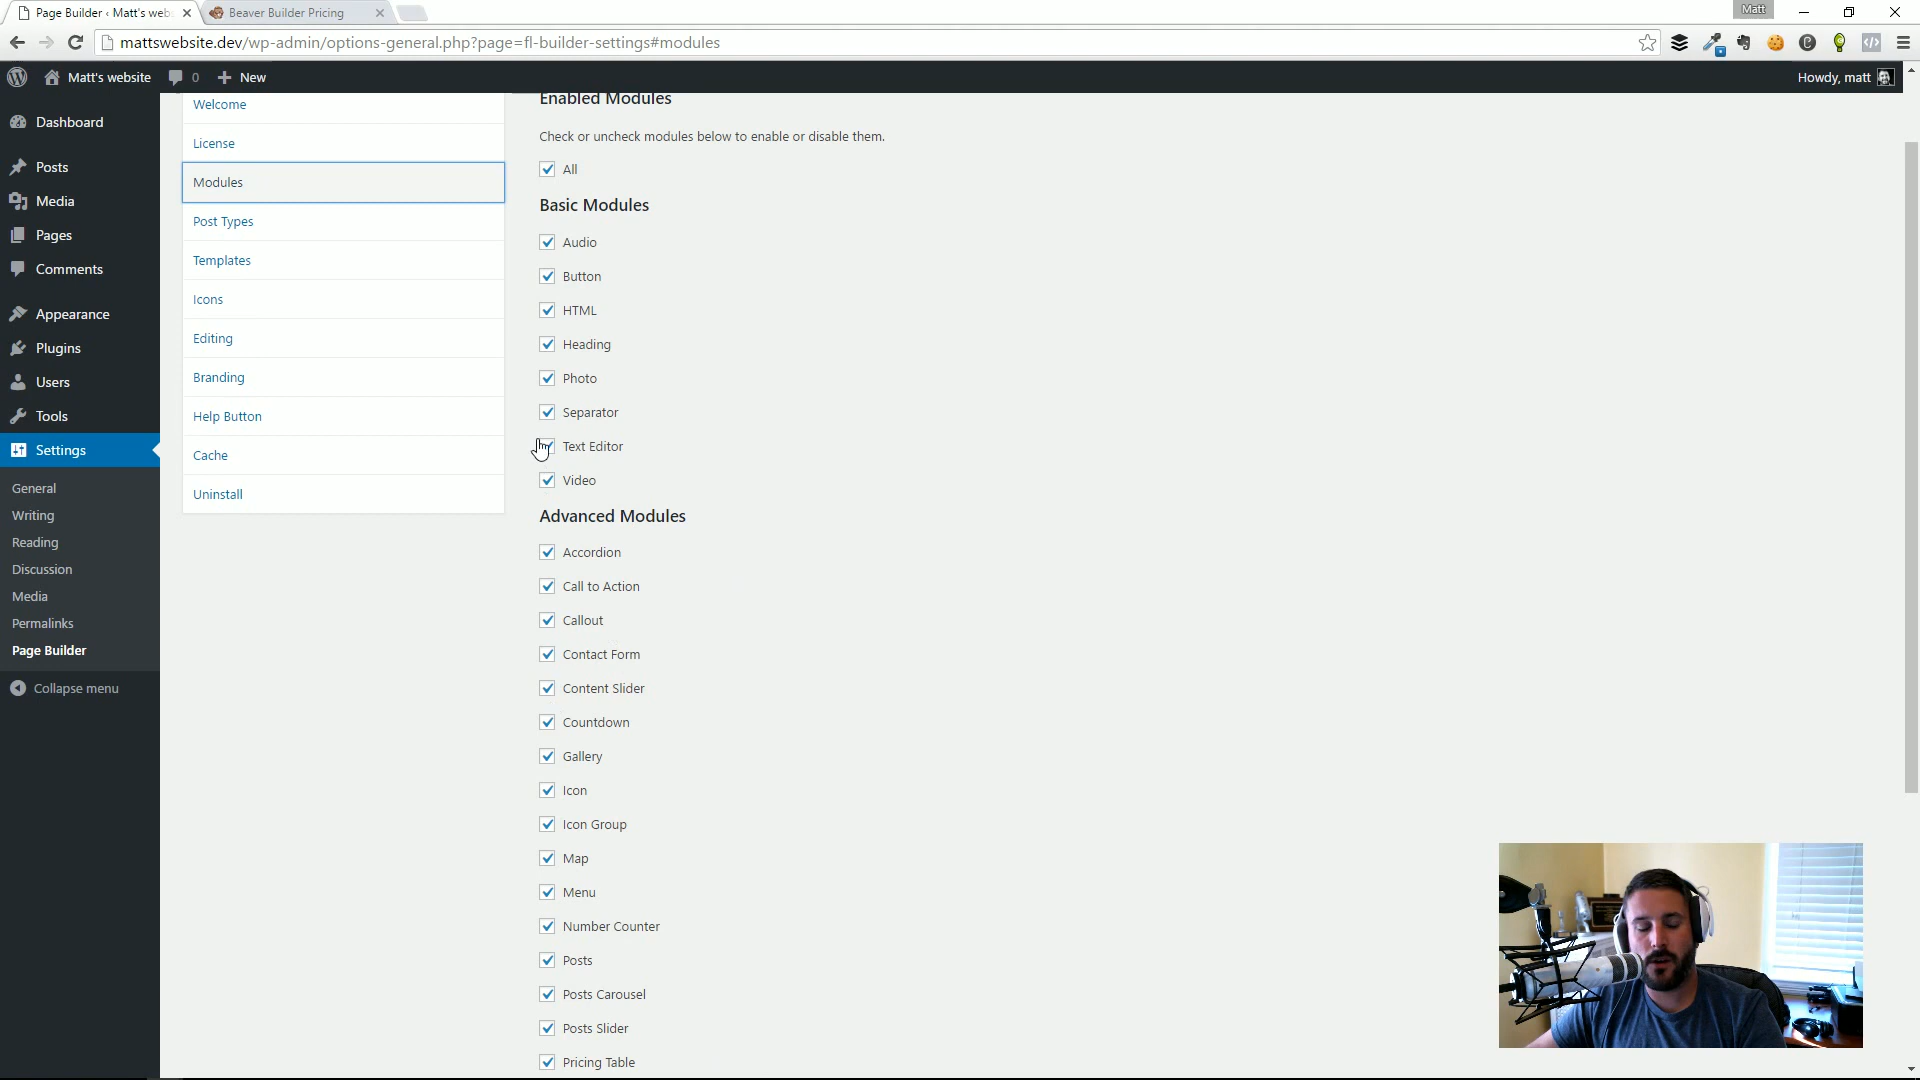 Page Builder ‹ Matt's web
Beaver Builder Pricing
Matt
mattswebsite.dev/wp-admin/options-general.php?page=fl-builder-settings#modules
Matt's website
0
New
Howdy, matt
Dashboard
Posts
Media
Pages
Comments
Appearance
Plugins
Users
Tools
Settings
General
Writing
Reading
Discussion
Media
Permalinks
Page Builder
Collapse menu
Welcome
License
Modules
Post Types
Templates
Icons
Editing
Branding
Help Button
Cache
Uninstall
Enabled Modules
Check or uncheck modules below to enable or disable them.
All
Basic Modules
Audio
Button
HTML
Heading
Photo
Separator
Text Editor
Video
Advanced Modules
Accordion
Call to Action
Callout
Contact Form
Content Slider
Countdown
Gallery
Icon
Icon Group
Map
Menu
Number Counter
Posts
Posts Carousel
Posts Slider
Pricing Table